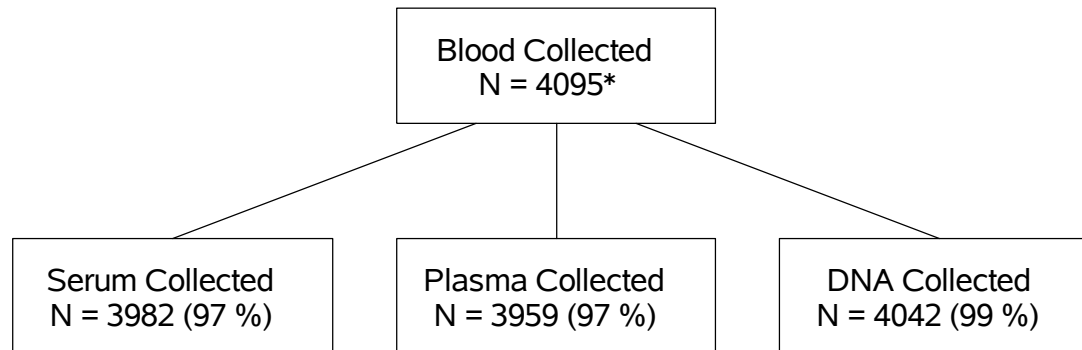 Blood Collected
N = 4095*
Serum Collected
N = 3982 (97 %)
Plasma Collected
N = 3959 (97 %)
DNA Collected
N = 4042 (99 %)